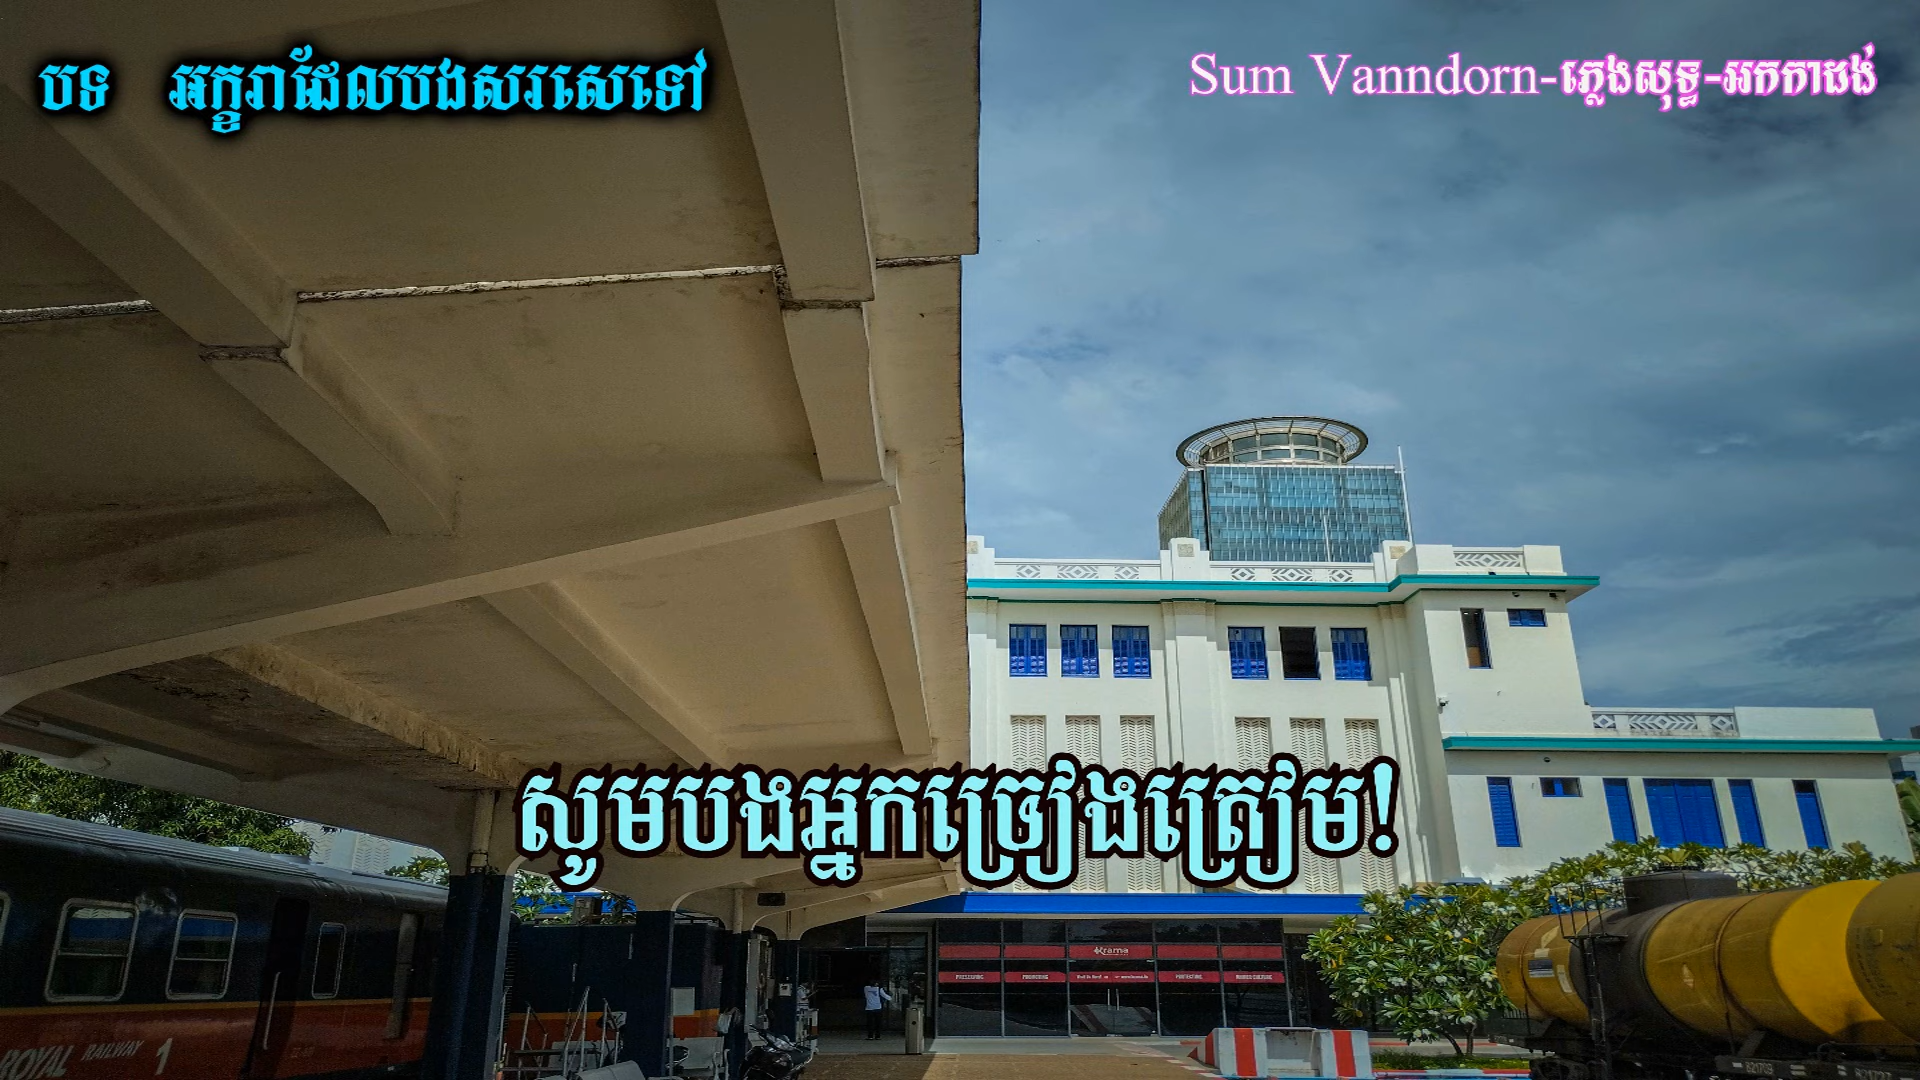 បទ អក្ខរាដែលបងសរសេទៅ
Sum Vanndorn-ភ្លេងសុទ្ធ-អកកាដង់
សូមបងអ្នកច្រៀងត្រៀម!
krama
ROYAL RAILWAY 1